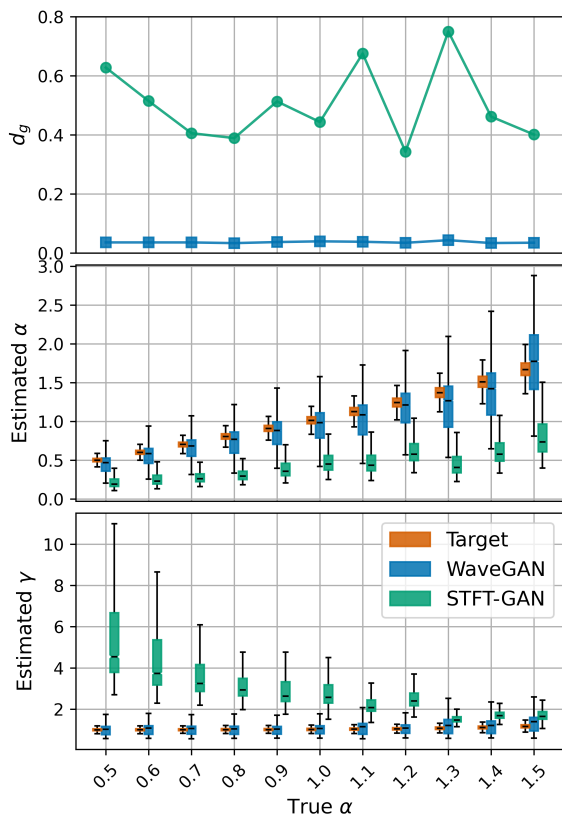 0.8
0.6
0.4
0.2
0.0
d_g
3.0
2.5
2.0
1.5
1.0
0.5
0.0
Estimated α
10
8
6
4
2
Estimated γ
Target
WaveGAN
STFT-GAN
0.5 0.6 0.7 0.8 0.9 1.0 1.1 1.2 1.3 1.4 1.5
True α